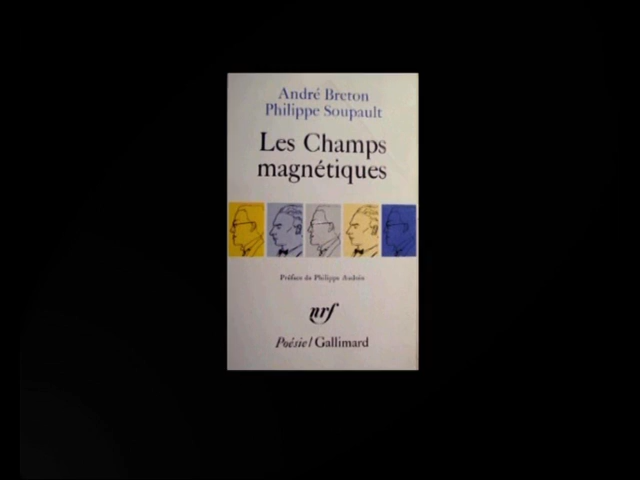 André Breton
Philippe Soupault
Les Champs
magnétiques
Préface de Philippe Audoin
nrf
Poésie / Gallimard